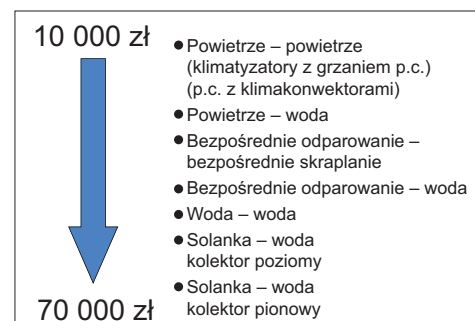 10 000 zł
● Powietrze – powietrze
(klimatyzatory z grzaniem p.c.)
(p.c. z klimakonwektorami)
● Powietrze – woda
● Bezpośrednie odparowanie –
bezpośrednie skraplanie
● Bezpośrednie odparowanie – woda
● Woda – woda
● Solanka – woda
kolektor poziomy
● Solanka – woda
kolektor pionowy
70 000 zł